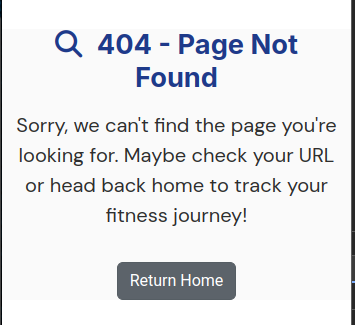 404 - Page Not
Found
Sorry, we can't find the page you're
looking for. Maybe check your URL
or head back home to track your
fitness journey!
Return Home